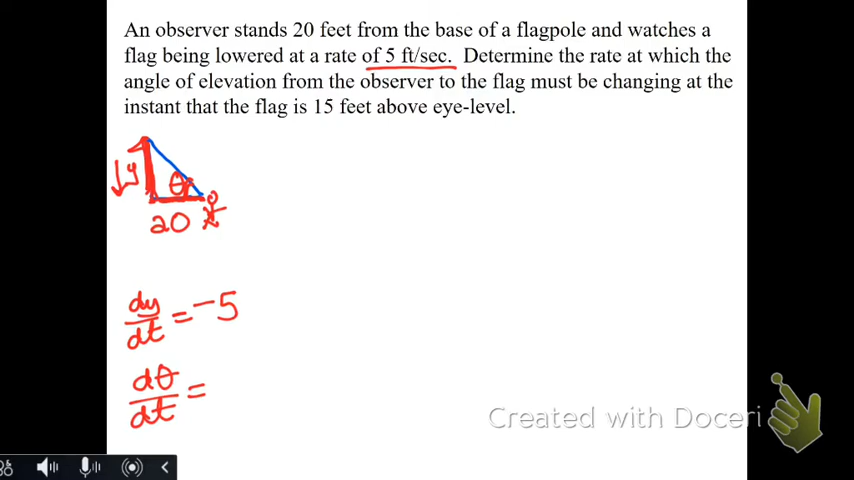 An observer stands 20 feet from the base of a flagpole and watches a
flag being lowered at a rate of 5 ft/sec. Determine the rate at which the
angle of elevation from the observer to the flag must be changing at the
instant that the flag is 15 feet above eye-level.
y
θ
20
dy/dt = -5
dθ/dt =
Created with Doceri